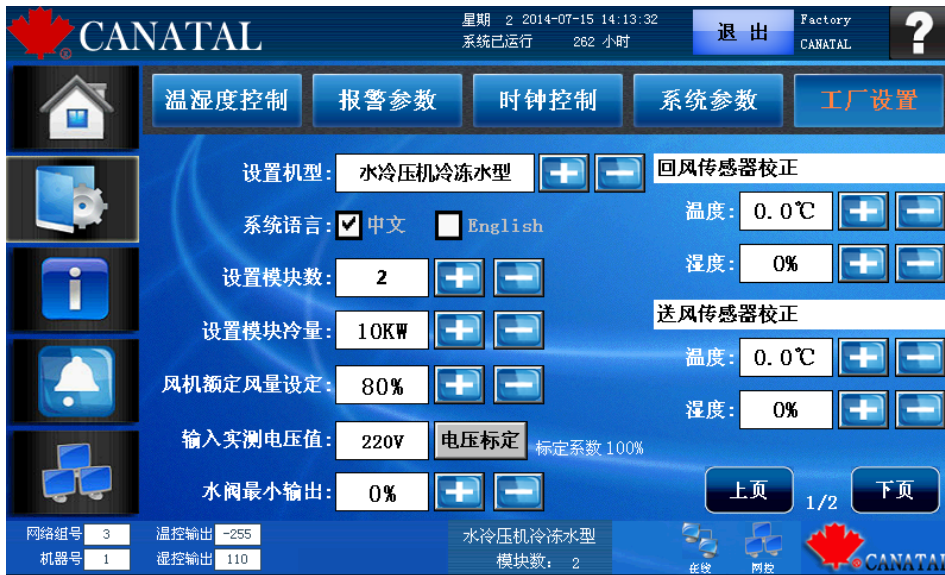 CANATAL
星期 2 2014-07-15 14:13:32
系统已运行 262 小时
退 出
Factory
CANATAL
?
温湿度控制 报警参数 时钟控制 系统参数 工厂设置
设置机型: 水冷压机冷冻水型 + −
系统语言: 中文 English
设置模块数: 2 + −
设置模块冷量: 10KW + −
风机额定风量设定: 80% + −
输入实测电压值: 220V 电压标定 标定系数 100%
水阀最小输出: 0% + −
回风传感器校正
温度: 0.0℃ + −
湿度: 0% + −
送风传感器校正
温度: 0.0℃ + −
湿度: 0% + −
上页 1/2 下页
网络组号 3 温控输出 -255
机器号 1 湿控输出 110
水冷压机冷冻水型
模块数: 2
在线 网控
CANATAL